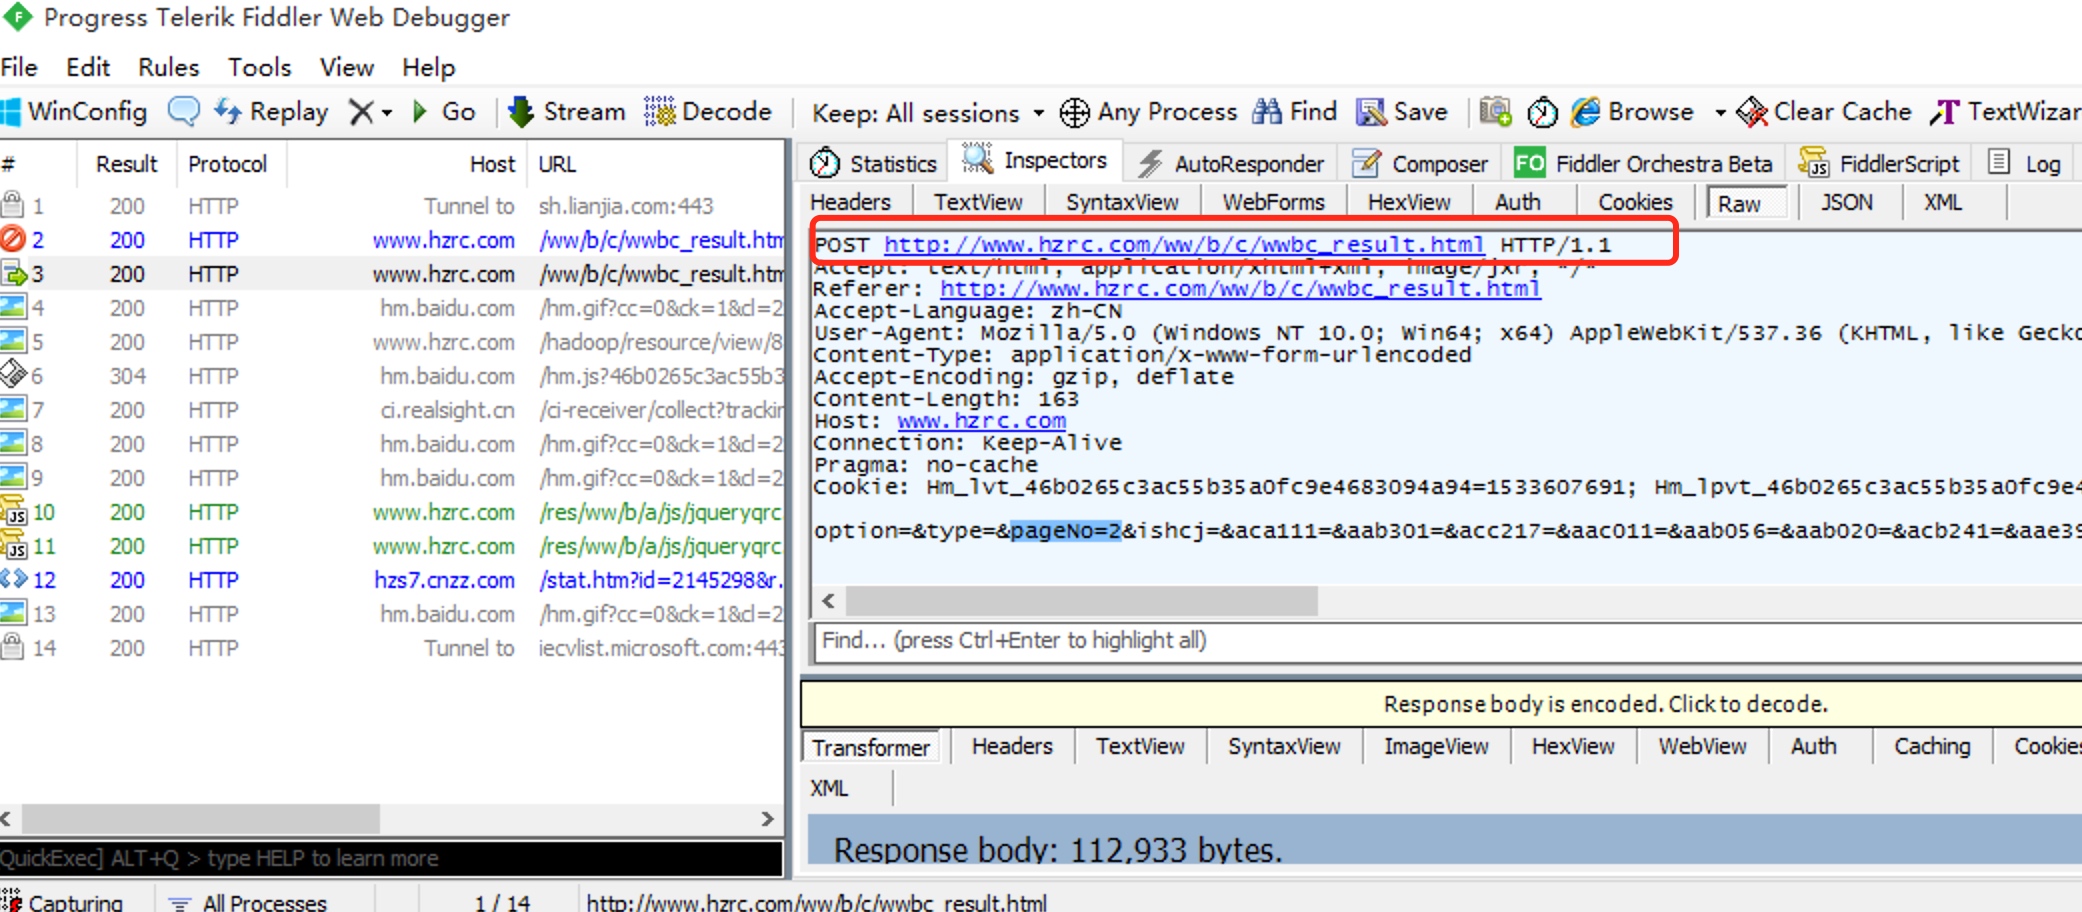 Progress Telerik Fiddler Web Debugger
File Edit Rules Tools View Help
WinConfig Replay Go Stream Decode Keep: All sessions Any Process Find Save Browse Clear Cache TextWizar
# Result Protocol Host URL
1 200 HTTP Tunnel to sh.lianjia.com:443
2 200 HTTP www.hzrc.com /ww/b/c/wwbc_result.htm
3 200 HTTP www.hzrc.com /ww/b/c/wwbc_result.htm
4 200 HTTP hm.baidu.com /hm.gif?cc=0&ck=1&cl=2
5 200 HTTP www.hzrc.com /hadoop/resource/view/8
6 304 HTTP hm.baidu.com /hm.js?46b0265c3ac55b3
7 200 HTTP ci.realsight.cn /ci-receiver/collect?trackin
8 200 HTTP hm.baidu.com /hm.gif?cc=0&ck=1&cl=2
9 200 HTTP hm.baidu.com /hm.gif?cc=0&ck=1&cl=2
10 200 HTTP www.hzrc.com /res/ww/b/a/js/jqueryqrc
11 200 HTTP www.hzrc.com /res/ww/b/a/js/jqueryqrc
12 200 HTTP hzs7.cnzz.com /stat.htm?id=2145298&r.
13 200 HTTP hm.baidu.com /hm.gif?cc=0&ck=1&cl=2
14 200 HTTP Tunnel to iecvlist.microsoft.com:443
QuickExec] ALT+Q > type HELP to learn more
Statistics Inspectors AutoResponder Composer FO Fiddler Orchestra Beta FiddlerScript Log
Headers TextView SyntaxView WebForms HexView Auth Cookies Raw JSON XML
POST http://www.hzrc.com/ww/b/c/wwbc_result.html HTTP/1.1
Accept: text/html, application/xhtml+xml, image/jxr, */*
Referer: http://www.hzrc.com/ww/b/c/wwbc_result.html
Accept-Language: zh-CN
User-Agent: Mozilla/5.0 (Windows NT 10.0; Win64; x64) AppleWebKit/537.36 (KHTML, like Gecko
Content-Type: application/x-www-form-urlencoded
Accept-Encoding: gzip, deflate
Content-Length: 163
Host: www.hzrc.com
Connection: Keep-Alive
Pragma: no-cache
Cookie: Hm_lvt_46b0265c3ac55b35a0fc9e4683094a94=1533607691; Hm_lpvt_46b0265c3ac55b35a0fc9e4
option=&type=&pageNo=2&ishcj=&aca111=&aab301=&acc217=&aac011=&aab056=&aab020=&acb241=&aae39
Find... (press Ctrl+Enter to highlight all)
Response body is encoded. Click to decode.
Transformer Headers TextView SyntaxView ImageView HexView WebView Auth Caching Cookies
XML
Response body: 112,933 bytes.
Capturing All Processes 1 / 14 http://www.hzrc.com/ww/b/c/wwbc_result.html